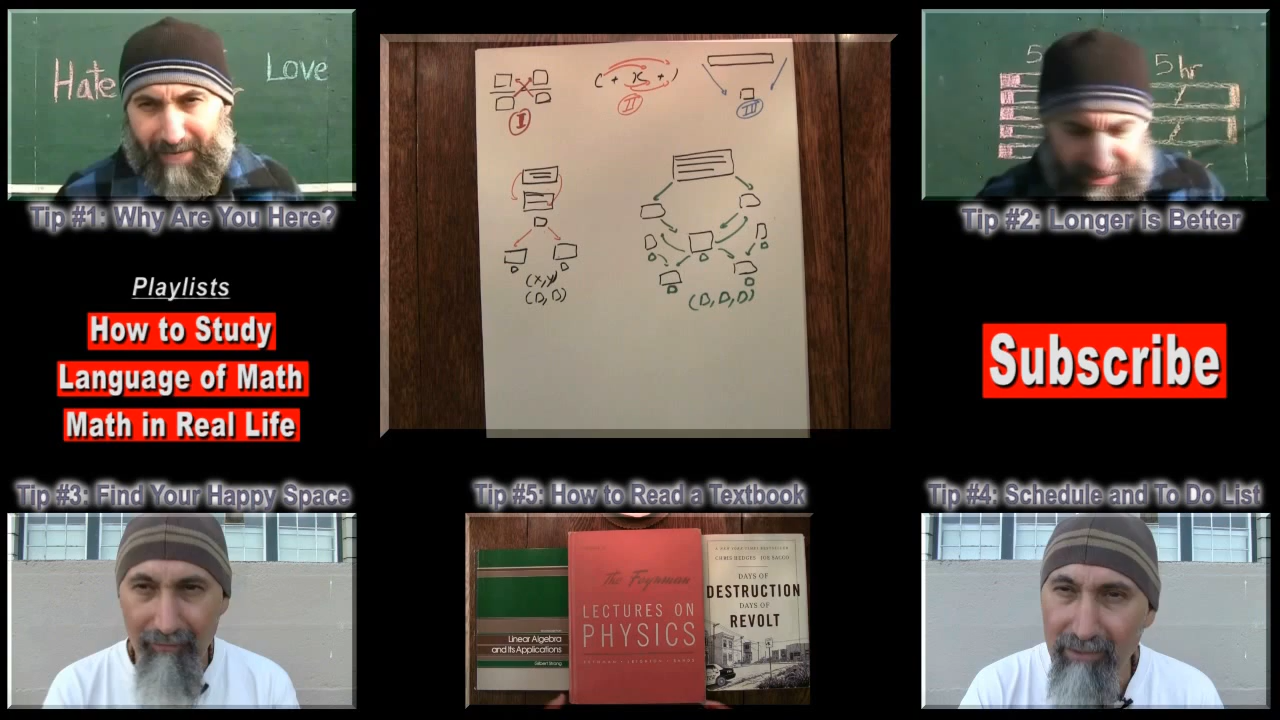 Hate
Love
5
5 hr
Tip #1: Why Are You Here?
Tip #2: Longer is Better
I
( + x + )
II
III
(x,y)
(D,D)
(D,D,D)
Playlists
How to Study
Language of Math
Math in Real Life
Subscribe
Tip #3: Find Your Happy Space
Tip #5: How to Read a Textbook
Tip #4: Schedule and To Do List
Linear Algebra
and Its Applications
Gilbert Strang
The Feynman
LECTURES ON
PHYSICS
FEYNMAN • LEIGHTON • SANDS
A NEW YORK TIMES BESTSELLER
CHRIS HEDGES JOE SACCO
DAYS OF
DESTRUCTION
DAYS OF
REVOLT